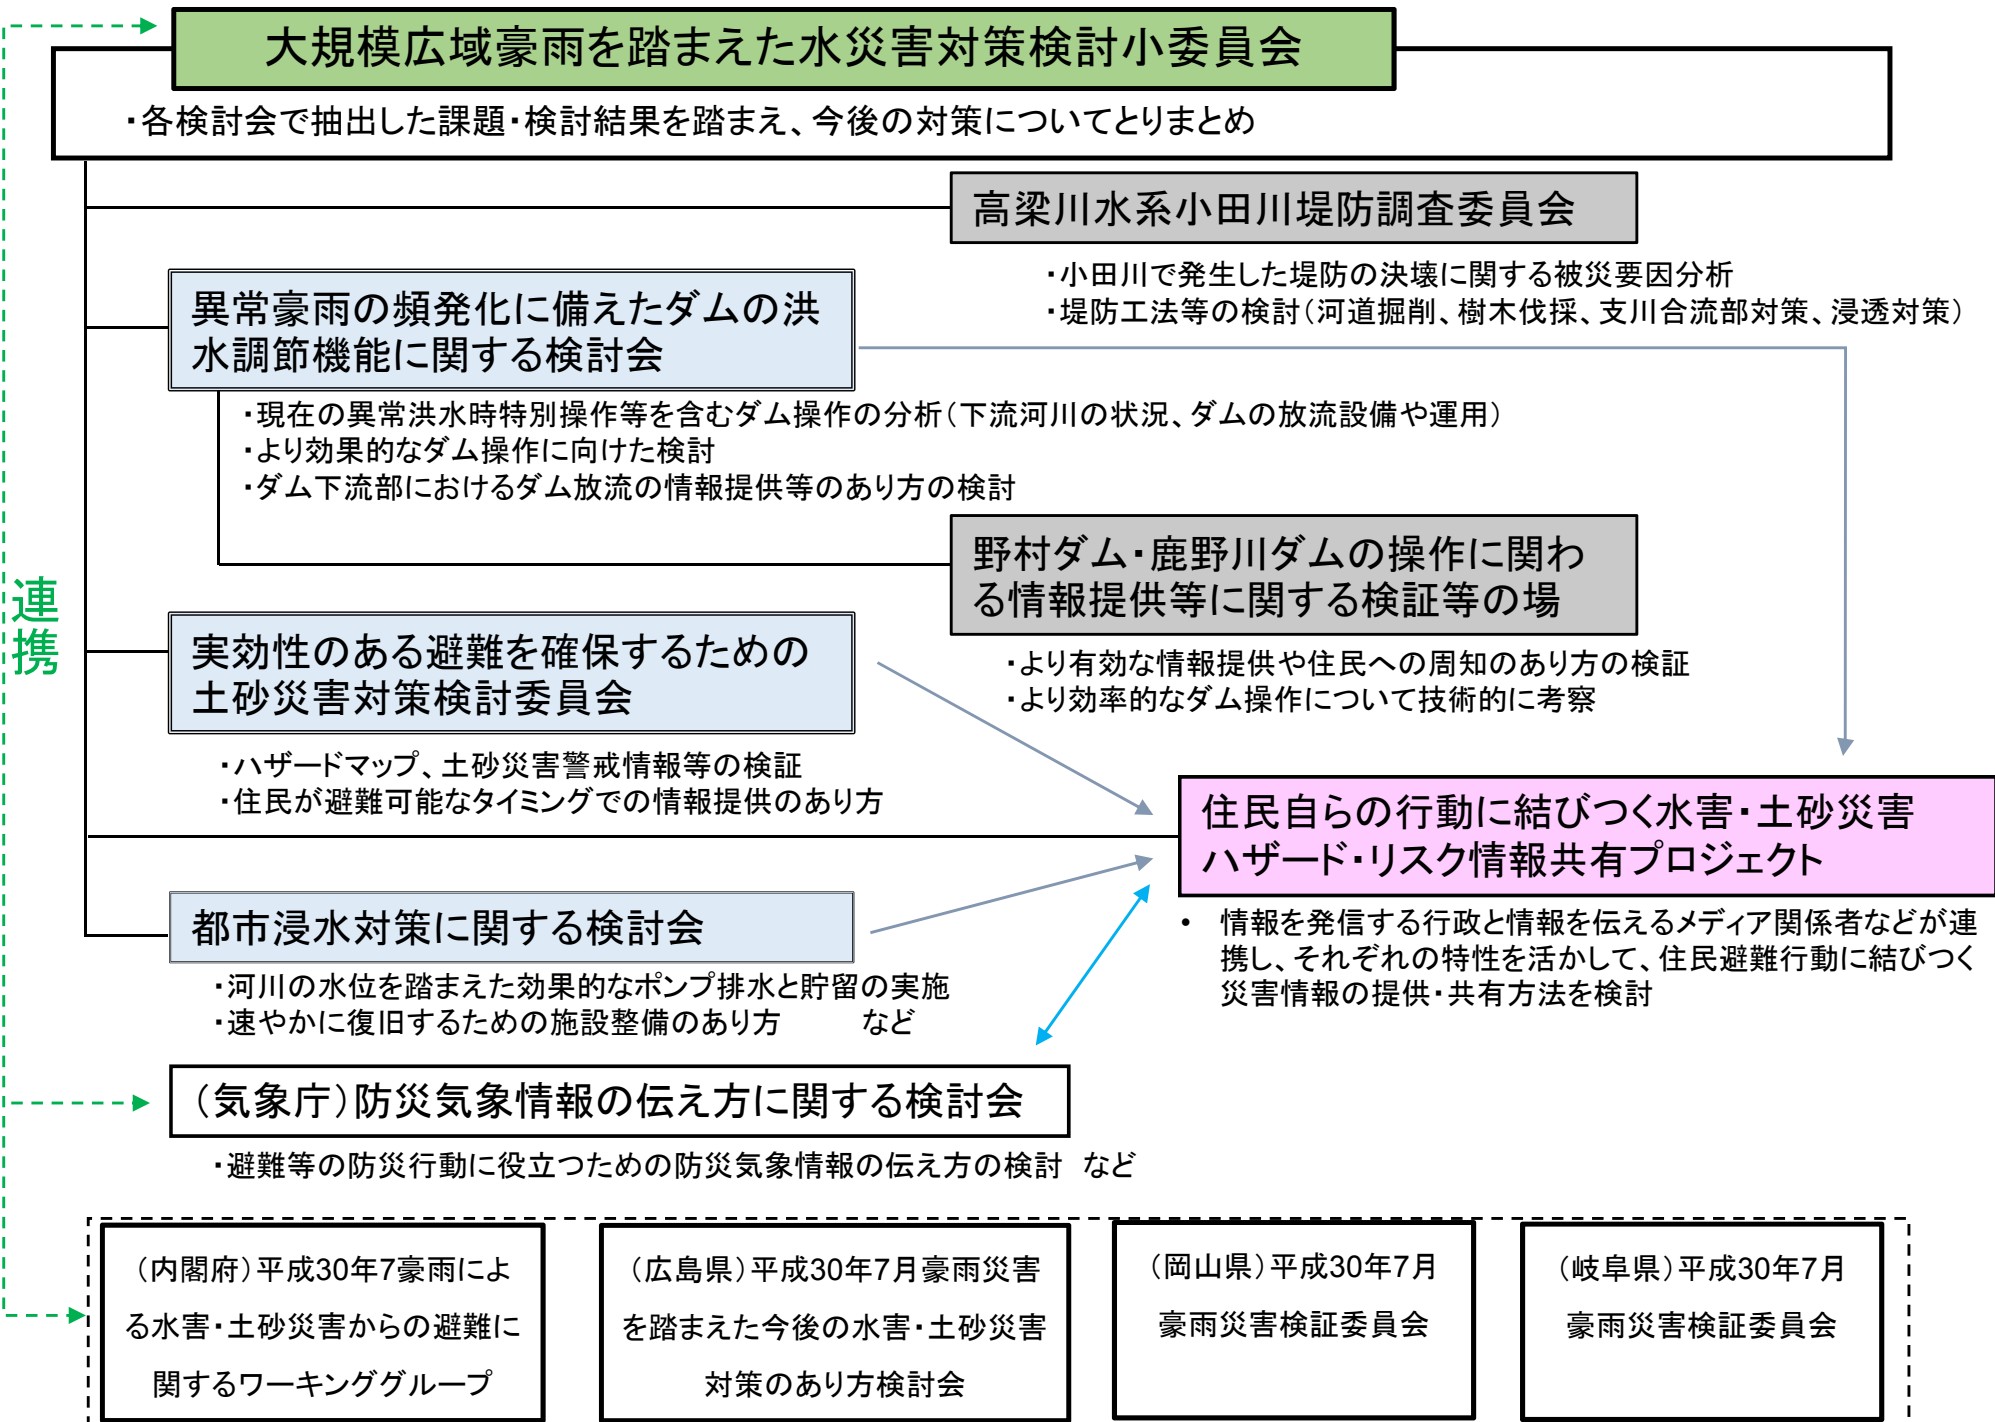 大規模広域豪雨を踏まえた水災害対策検討小委員会
・各検討会で抽出した課題・検討結果を踏まえ、今後の対策についてとりまとめ
高梁川水系小田川堤防調査委員会
・小田川で発生した堤防の決壊に関する被災要因分析
・堤防工法等の検討（河道掘削、樹木伐採、支川合流部対策、浸透対策）
異常豪雨の頻発化に備えたダムの洪
水調節機能に関する検討会
・現在の異常洪水時特別操作等を含むダム操作の分析（下流河川の状況、ダムの放流設備や運用）
・より効果的なダム操作に向けた検討
・ダム下流部におけるダム放流の情報提供等のあり方の検討
野村ダム・鹿野川ダムの操作に関わ
る情報提供等に関する検証等の場
・より有効な情報提供や住民への周知のあり方の検証
・より効率的なダム操作について技術的に考察
連携
実効性のある避難を確保するための
土砂災害対策検討委員会
・ハザードマップ、土砂災害警戒情報等の検証
・住民が避難可能なタイミングでの情報提供のあり方
住民自らの行動に結びつく水害・土砂災害
ハザード・リスク情報共有プロジェクト
• 情報を発信する行政と情報を伝えるメディア関係者などが連
携し、それぞれの特性を活かして、住民避難行動に結びつく
災害情報の提供・共有方法を検討
都市浸水対策に関する検討会
・河川の水位を踏まえた効果的なポンプ排水と貯留の実施
・速やかに復旧するための施設整備のあり方　　　など
（気象庁）防災気象情報の伝え方に関する検討会
・避難等の防災行動に役立つための防災気象情報の伝え方の検討　など
（内閣府）平成30年7豪雨によ
る水害・土砂災害からの避難に
関するワーキンググループ
（広島県）平成30年7月豪雨災害
を踏まえた今後の水害・土砂災害
対策のあり方検討会
（岡山県）平成30年7月
豪雨災害検証委員会
（岐阜県）平成30年7月
豪雨災害検証委員会